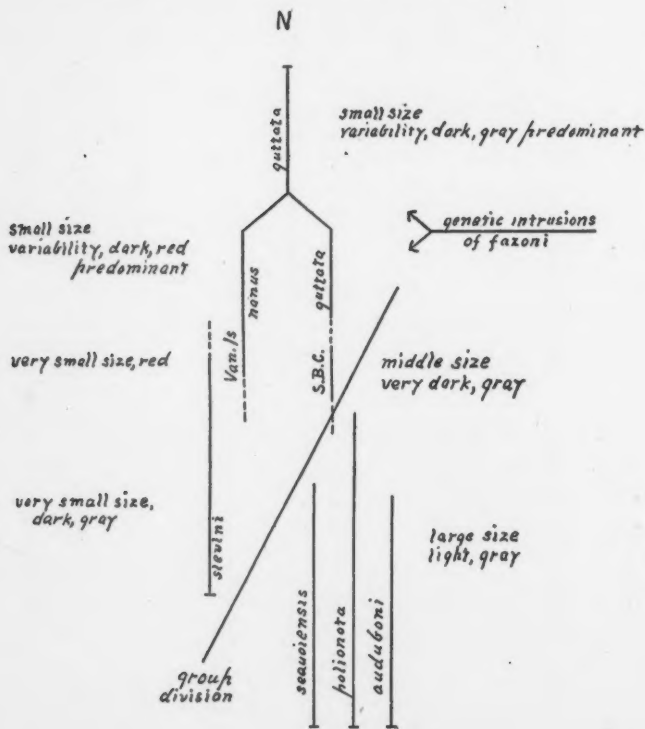 N
guttata
small size
variability, dark, gray predominant
small size
variability, dark, red
predominant
genetic intrusions
of faxoni
nanus
guttata
Van. Is
S.B.C.
very small size, red
middle size
very dark, gray
very small size,
dark, gray
slevini
large size
light, gray
sequoiensis
polionota
auduboni
group
division